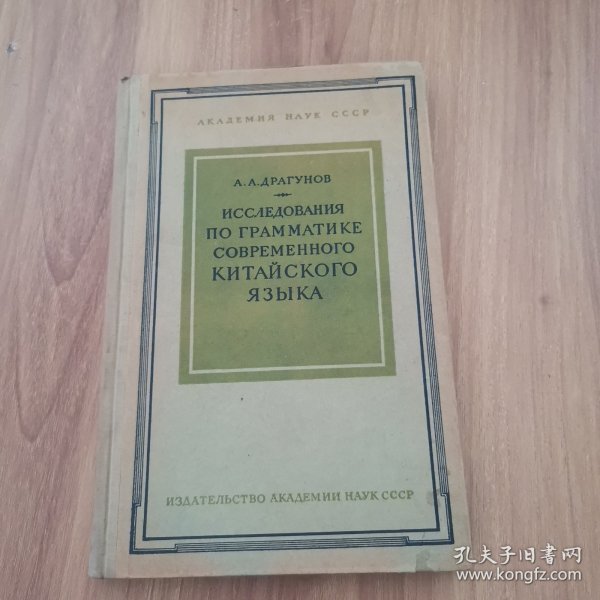 АКАДЕМИЯ НАУК СССР
А. А. ДРАГУНОВ
ИССЛЕДОВАНИЯ
ПО ГРАММАТИКЕ
СОВРЕМЕННОГО
КИТАЙСКОГО
ЯЗЫКА
ИЗДАТЕЛЬСТВО АКАДЕМИИ НАУК СССР
孔夫子旧书网
www.kongfz.com